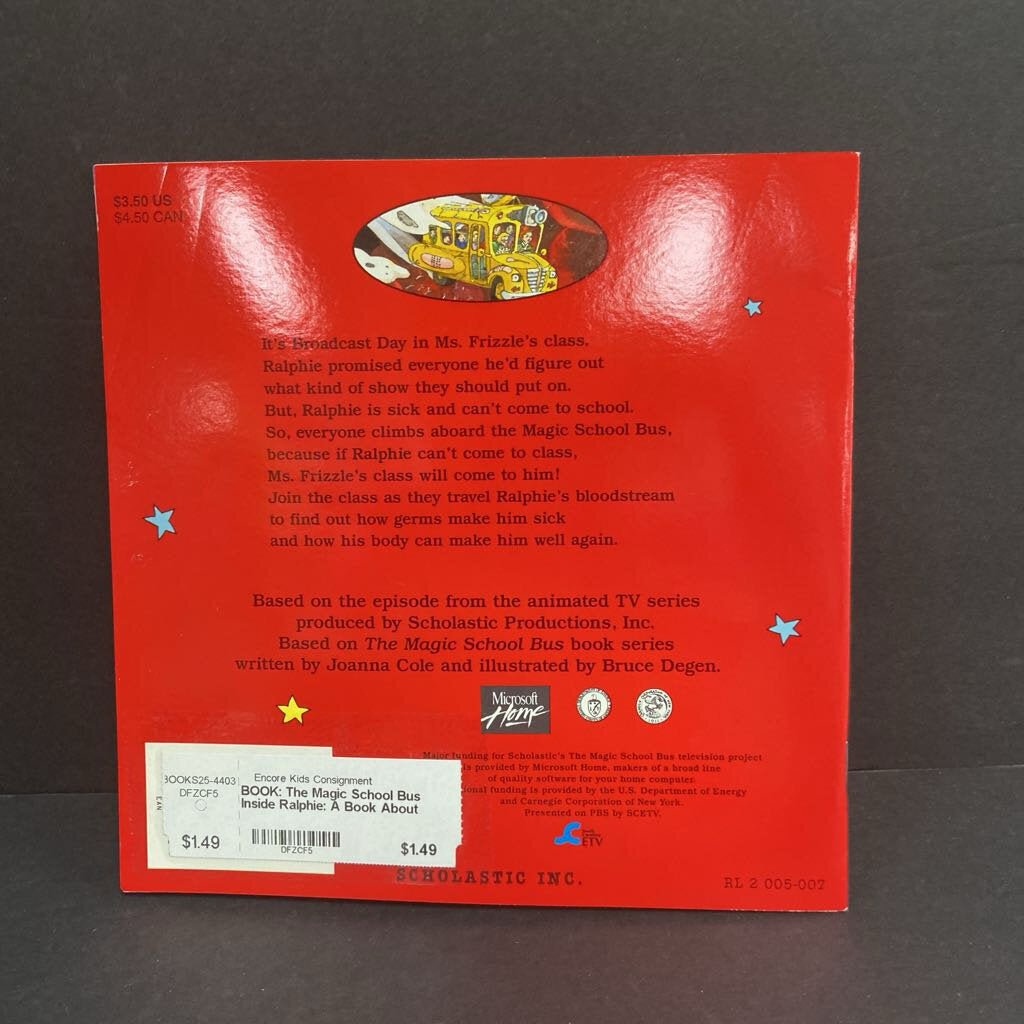 $3.50 US
$4.50 CAN
It's Broadcast Day in Ms. Frizzle's class.
Ralphie promised everyone he'd figure out
what kind of show they should put on.
But, Ralphie is sick and can't come to school.
So, everyone climbs aboard the Magic School Bus,
because if Ralphie can't come to class,
Ms. Frizzle's class will come to him!
Join the class as they travel Ralphie's bloodstream
to find out how germs make him sick
and how his body can make him well again.
Based on the episode from the animated TV series
produced by Scholastic Productions, Inc.
Based on The Magic School Bus book series
written by Joanna Cole and illustrated by Bruce Degen.
Microsoft
Home
Major funding for Scholastic's The Magic School Bus television project
is provided by Microsoft Home, makers of a broad line
of quality software for your home computer.
funding is provided by the U.S. Department of Energy
and Carnegie Corporation of New York.
Presented on PBS by SCETV.
ETV
EAN
BOOKS25-4403
DFZCF5
$1.49
Encore Kids Consignment
BOOK: The Magic School Bus
Inside Ralphie: A Book About
DFZCF5
$1.49
SCHOLASTIC INC.
RL 2 005-007